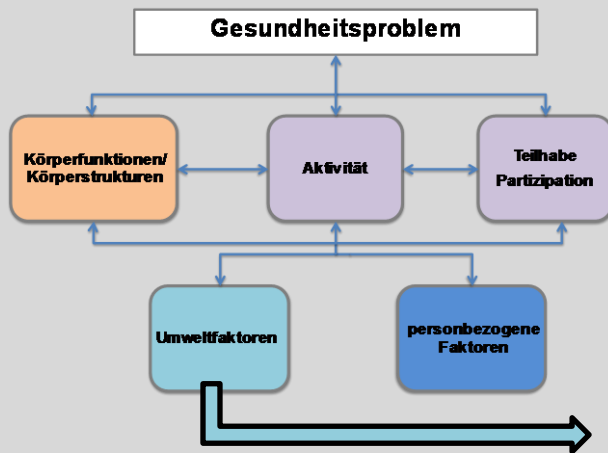 Gesundheitsproblem
Körperfunktionen/
Körperstrukturen
Aktivität
Teilhabe
Partizipation
Umweltfaktoren
personbezogene
Faktoren